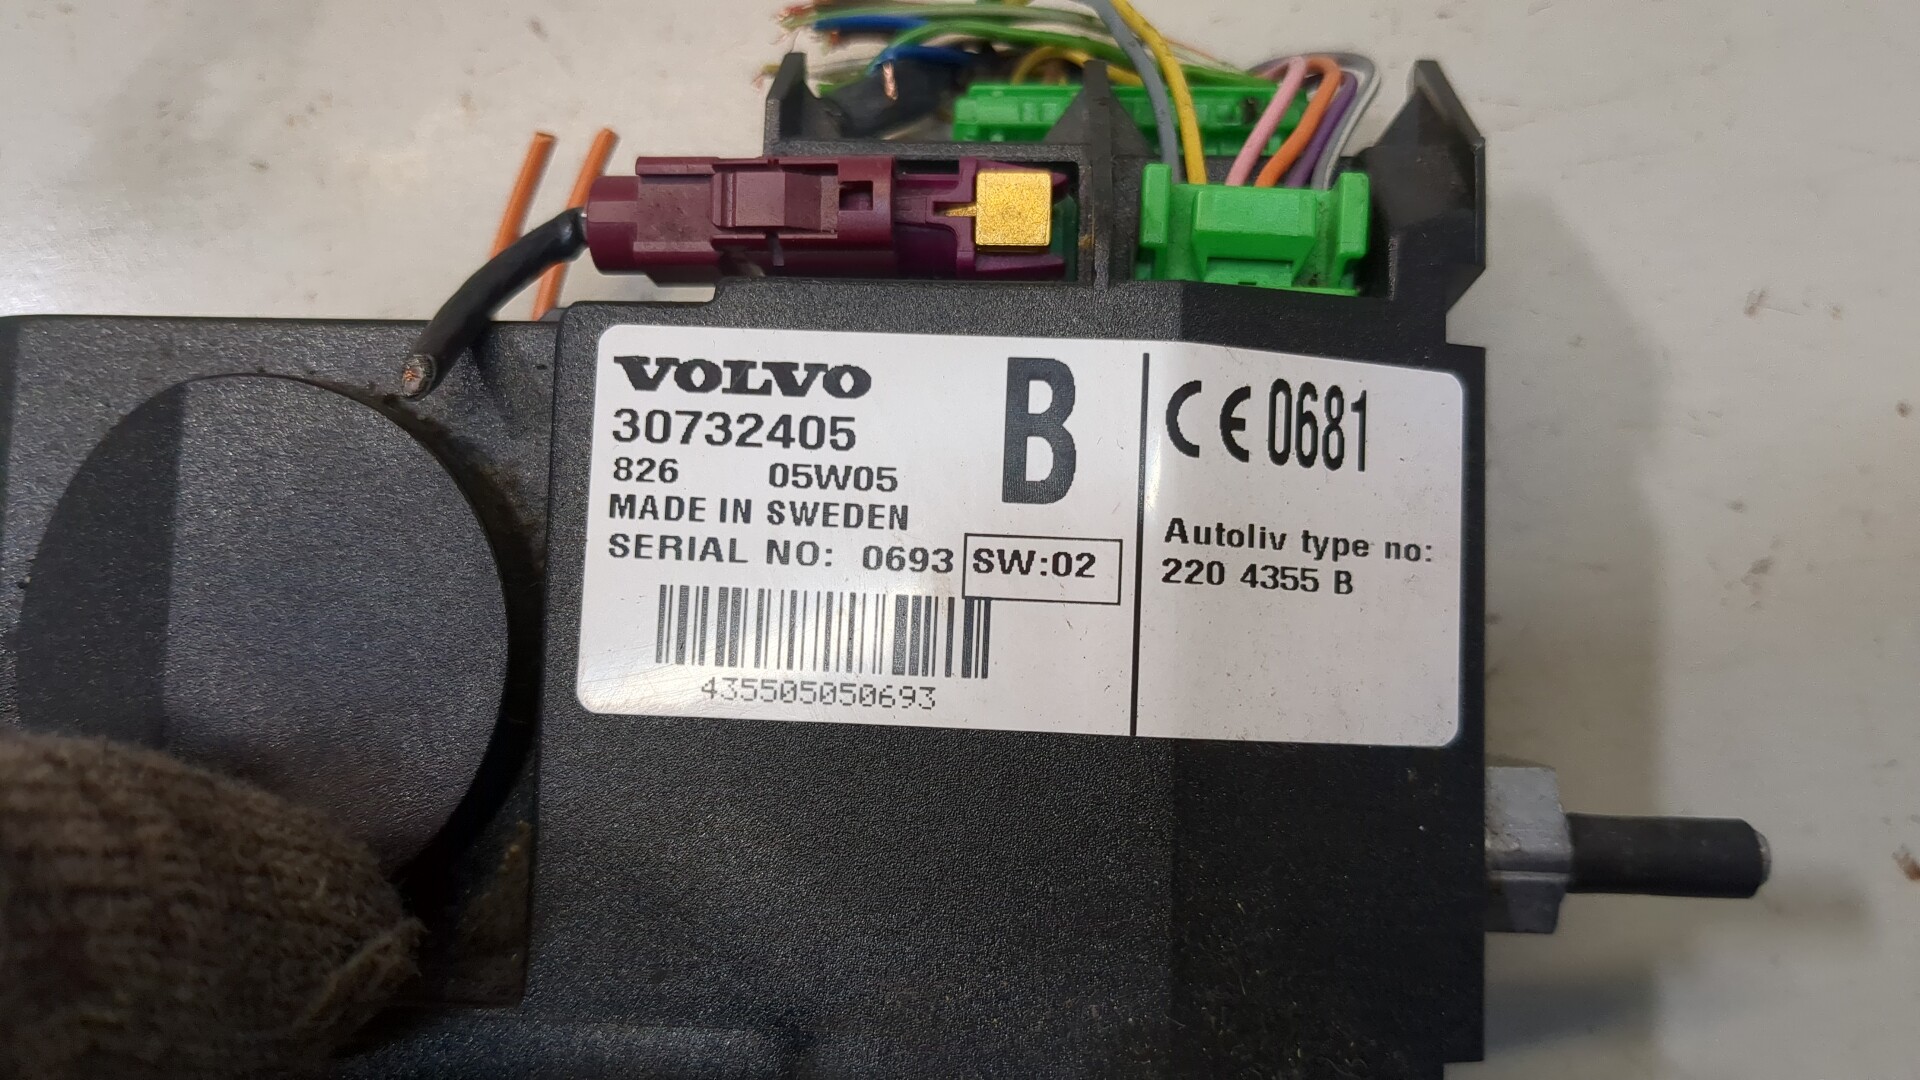 VOLVO
30732405
826 05W05
MADE IN SWEDEN
SERIAL NO: 0693 SW:02
435505050693
B
CE 0681
Autoliv type no:
220 4355 B